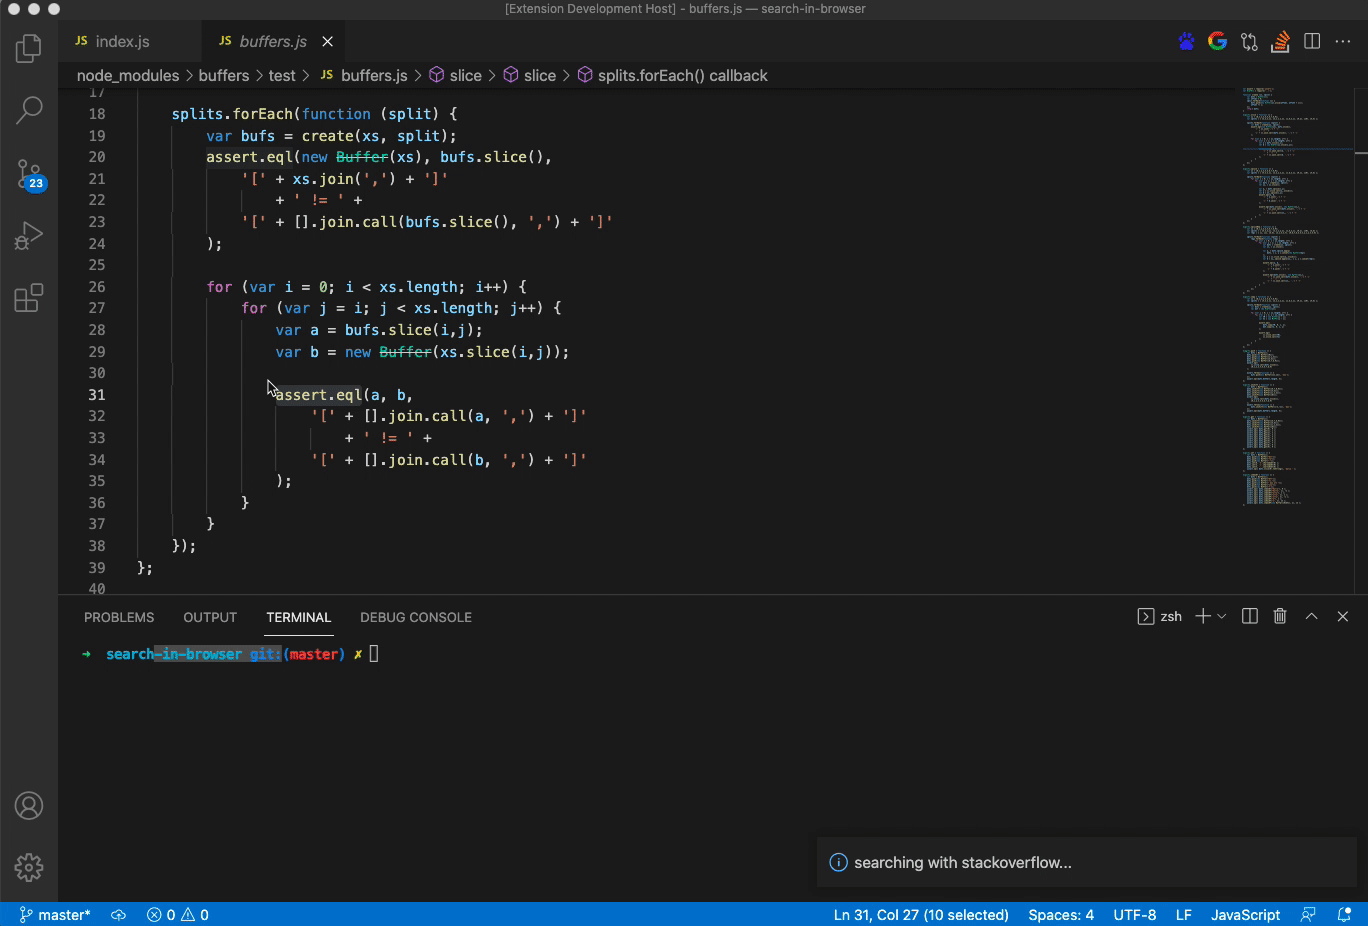 [Extension Development Host] - buffers.js — search-in-browser
JS index.js JS buffers.js
node_modules > buffers > test > JS buffers.js > slice > slice > splits.forEach() callback
17
18 splits.forEach(function (split) {
19 var bufs = create(xs, split);
20 assert.eql(new Buffer(xs), bufs.slice(),
21 '[' + xs.join(',') + ']'
22 + ' != ' +
23 '[' + [].join.call(bufs.slice(), ',') + ']'
24 );
25
26 for (var i = 0; i < xs.length; i++) {
27 for (var j = i; j < xs.length; j++) {
28 var a = bufs.slice(i,j);
29 var b = new Buffer(xs.slice(i,j));
30
31 assert.eql(a, b,
32 '[' + [].join.call(a, ',') + ']'
33 + ' != ' +
34 '[' + [].join.call(b, ',') + ']'
35 );
36 }
37 }
38 });
39 };
40
23
PROBLEMS OUTPUT TERMINAL DEBUG CONSOLE zsh
→ search-in-browser git:(master) ✗
searching with stackoverflow...
master* 0 0 Ln 31, Col 27 (10 selected) Spaces: 4 UTF-8 LF JavaScript